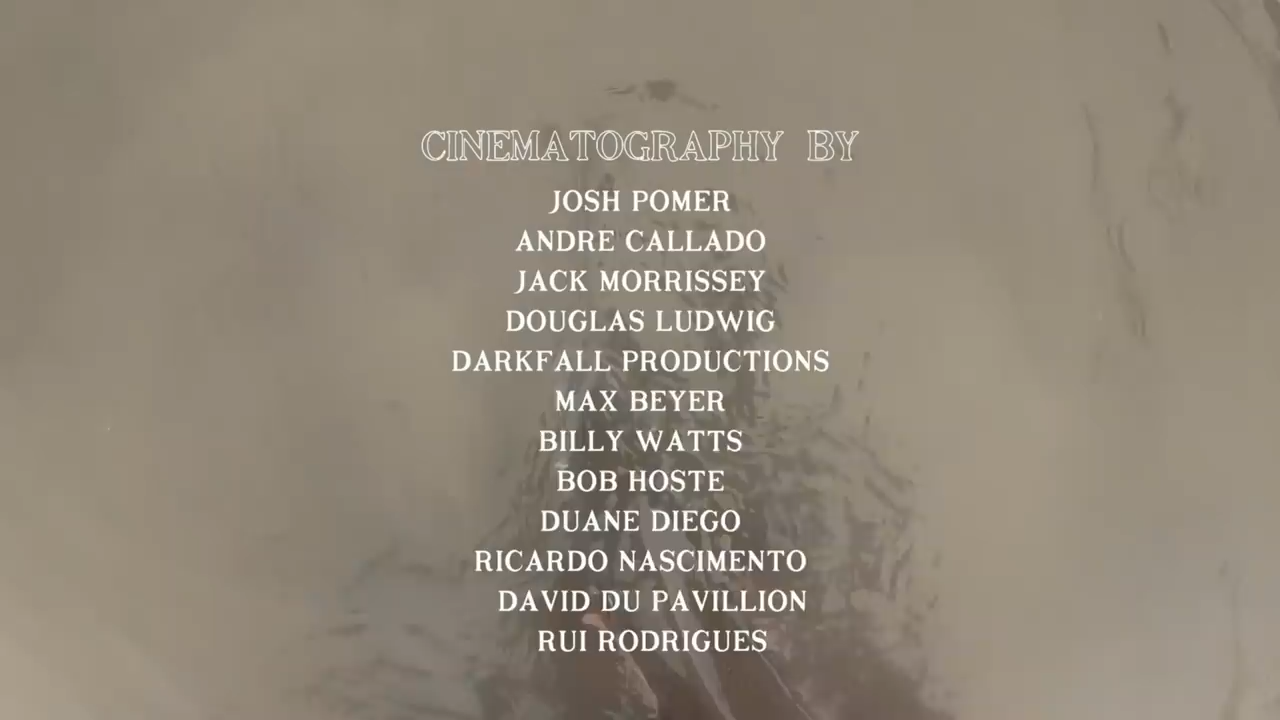 CINEMATOGRAPHY BY
JOSH POMER
ANDRE CALLADO
JACK MORRISSEY
DOUGLAS LUDWIG
DARKFALL PRODUCTIONS
MAX BEYER
BILLY WATTS
BOB HOSTE
DUANE DIEGO
RICARDO NASCIMENTO
DAVID DU PAVILLION
RUI RODRIGUES